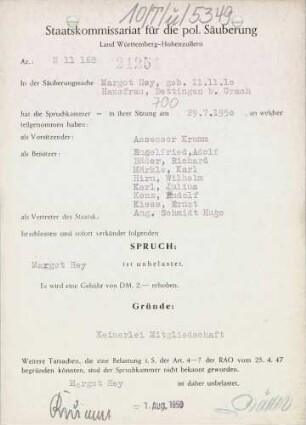 10/T/ü/5349
Staatskommissariat für die pol. Säuberung
Land Württemberg-Hohenzollern
Az.: N 11 168
21251
In der Säuberungssache Margot Hey, geb. 11.11.10
Hausfrau, Dettingen b. Urach
700
hat die Spruchkammer – in ihrer Sitzung am 29.7.1950 an welcher
teilgenommen haben:
als Vorsitzender: Assessor Krumm
als Beisitzer: Engelfried, Adolf
Bader, Richard
Märkle, Karl
Hirn, Wilhelm
Karl, Julius
Konz, Rudolf
Kless, Ernst
als Vertreter des Staatsk.: Ang. Schmidt Hugo
beschlossen und sofort verkündet folgenden
SPRUCH:
Margot Hey ist unbelastet.
Es wird eine Gebühr von DM. 2.— erhoben.
Gründe:
Keinerlei Mitgliedschaft
Weitere Tatsachen, die eine Belastung i. S. der Art. 4–7 der RAO vom 25. 4. 47
begründen könnten, sind der Spruchkammer nicht bekannt geworden.
Margot Hey ist daher unbelastet.
Krumm
1. Aug. 1950